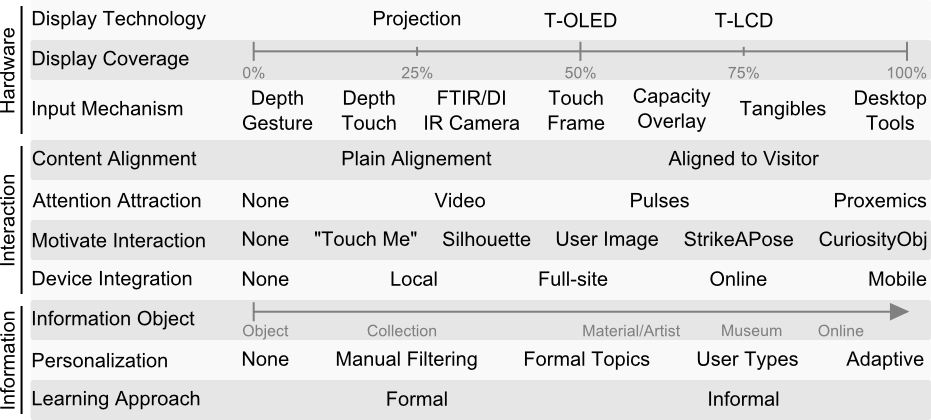 Hardware
Display Technology Projection T-OLED T-LCD
Display Coverage 0% 25% 50% 75% 100%
Input Mechanism
Depth Gesture
Depth Touch
FTIR/DI IR Camera
Touch Frame
Capacity Overlay
Tangibles
Desktop Tools
Interaction
Content Alignment Plain Alignement Aligned to Visitor
Attention Attraction None Video Pulses Proxemics
Motivate Interaction None "Touch Me" Silhouette User Image StrikeAPose CuriosityObj
Device Integration None Local Full-site Online Mobile
Information
Information Object Object Collection Material/Artist Museum Online
Personalization None Manual Filtering Formal Topics User Types Adaptive
Learning Approach Formal Informal